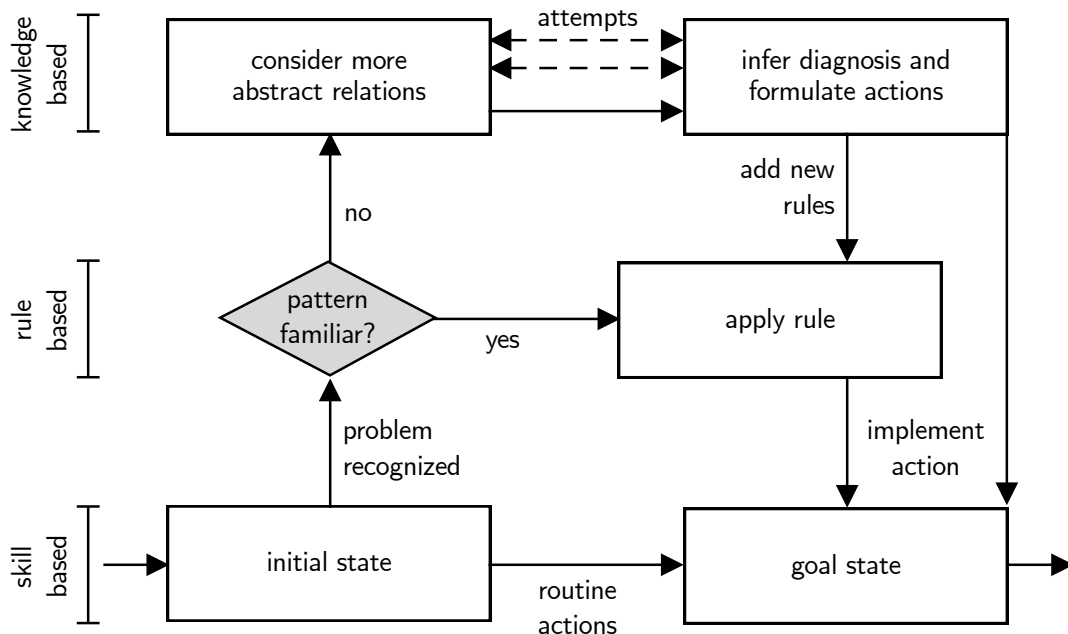 attempts
knowledge
based
consider more
abstract relations
infer diagnosis and
formulate actions
add new
rules
no
rule
based
pattern
familiar?
yes
apply rule
problem
recognized
implement
action
skill
based
initial state
routine
actions
goal state